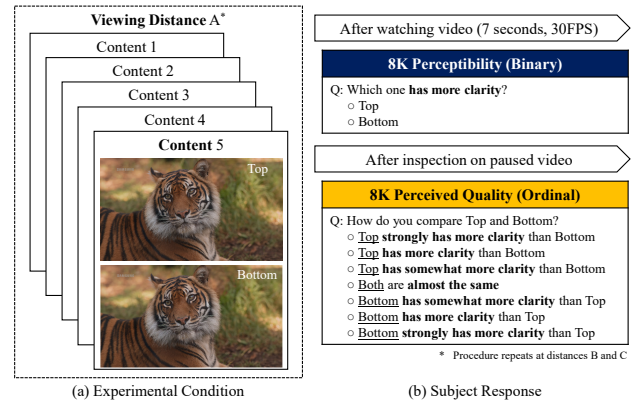 Viewing Distance A*
Content 1
Content 2
Content 3
Content 4
Content 5
Top
Bottom
(a) Experimental Condition
After watching video (7 seconds, 30FPS)
8K Perceptibility (Binary)
Q: Which one has more clarity?
○ Top
○ Bottom
After inspection on paused video
8K Perceived Quality (Ordinal)
Q: How do you compare Top and Bottom?
○ Top strongly has more clarity than Bottom
○ Top has more clarity than Bottom
○ Top has somewhat more clarity than Bottom
○ Both are almost the same
○ Bottom has somewhat more clarity than Top
○ Bottom has more clarity than Top
○ Bottom strongly has more clarity than Top
* Procedure repeats at distances B and C
(b) Subject Response